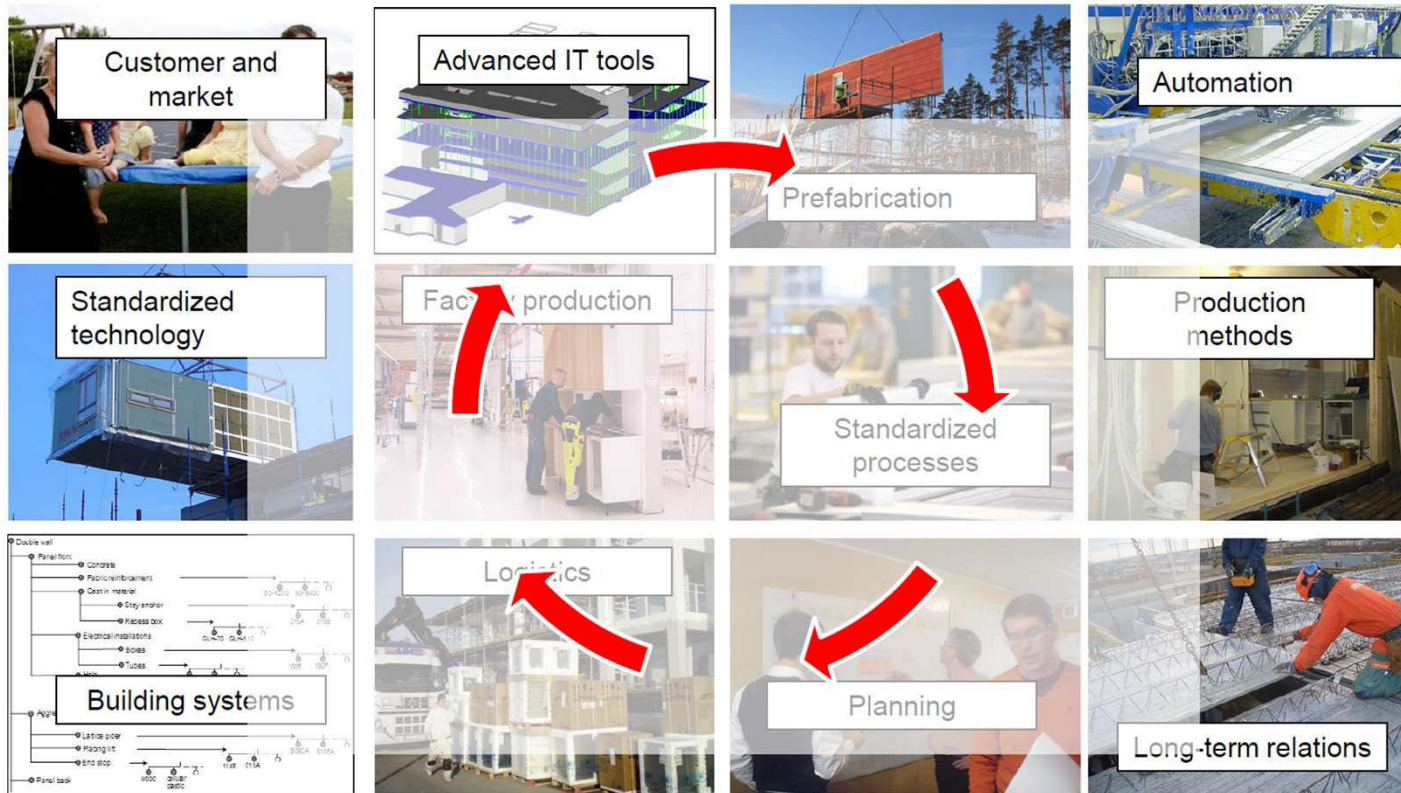 Customer and
market
Advanced IT tools
Prefabrication
Automation
Standardized
technology
Factory production
Standardized
processes
Production
methods
Double wall
Panel front
Concrete
Fabric reinforcement
Cast in material
Stay anchor
Recess box
Electrical installations
Boxes
Tubes
Building systems
Lattice girder
Placing lift
End stop
wood
Panel back
Logistics
Planning
Long-term relations